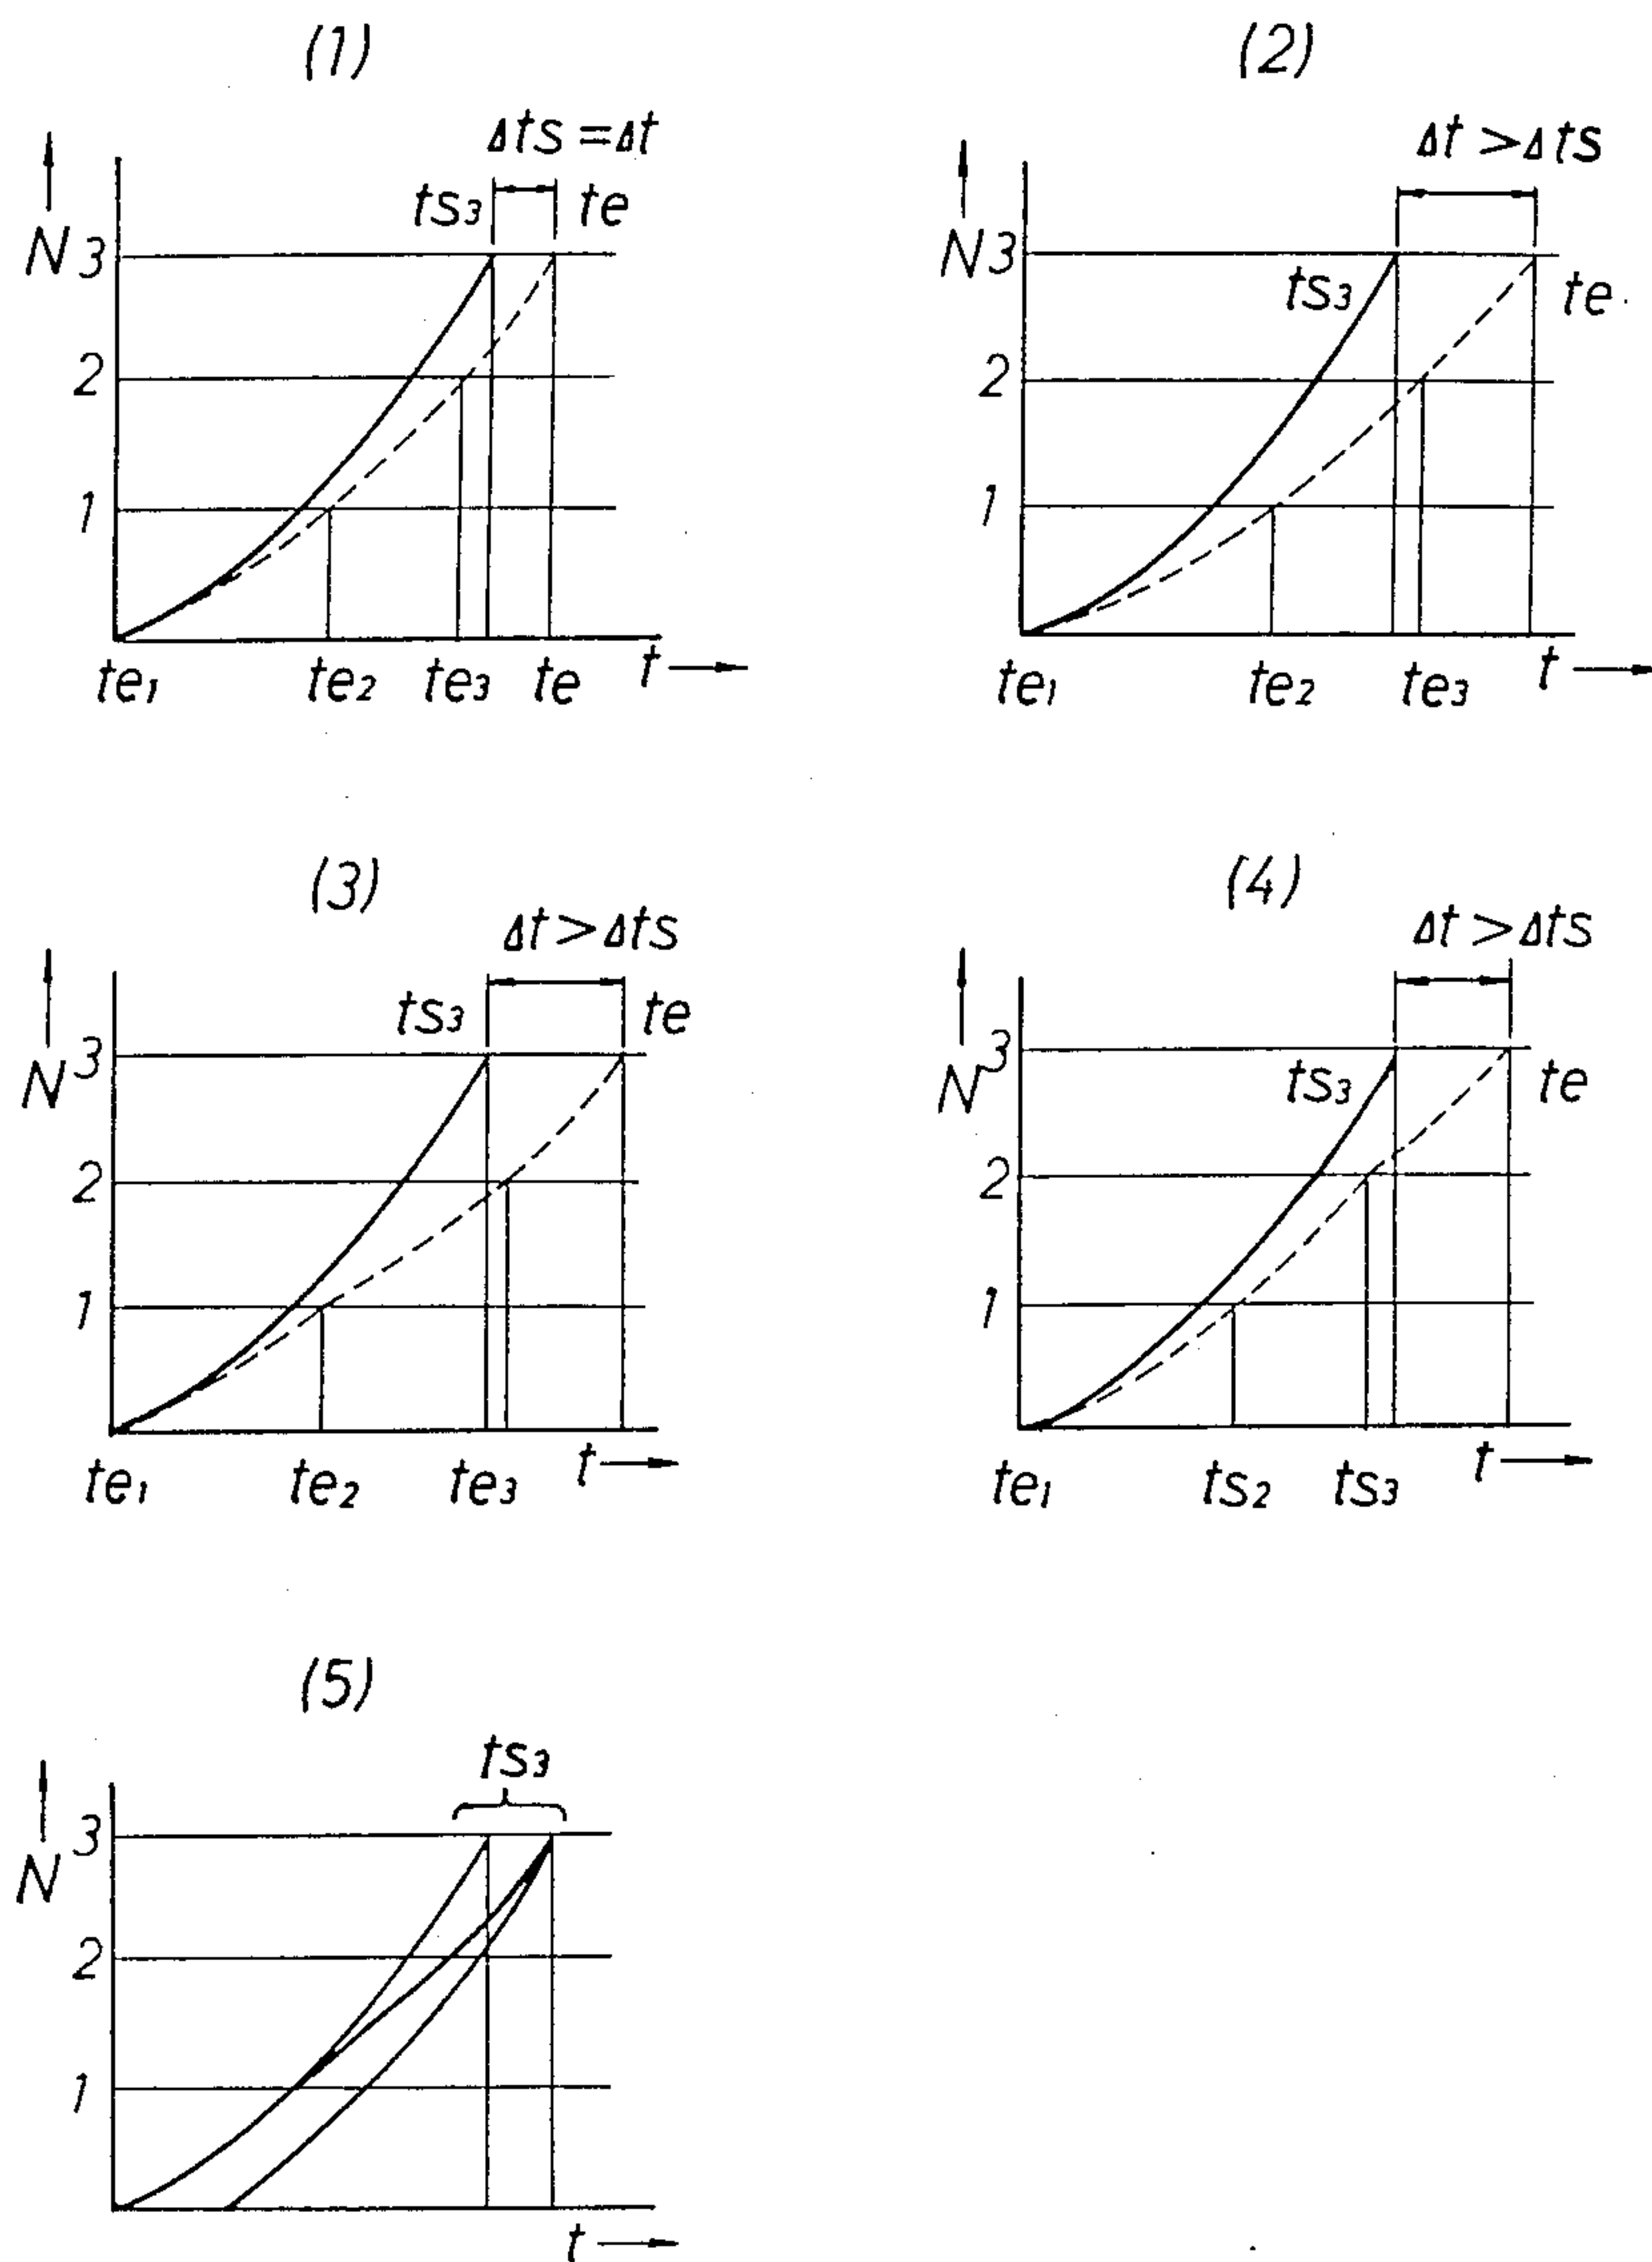 (1)
Δts = Δt
ts₃ te
N 3
2
1
te₁ te₂ te₃ te t
(2)
Δt > Δts
N 3
ts₃ te
2
1
te₁ te₂ te₃ t
(3)
Δt > Δts
ts₃ te
N 3
2
1
te₁ te₂ te₃ t
(4)
Δt > Δts
N 3
ts₃ te
2
1
te₁ ts₂ ts₃ t
(5)
ts₃
N 3
2
1
t